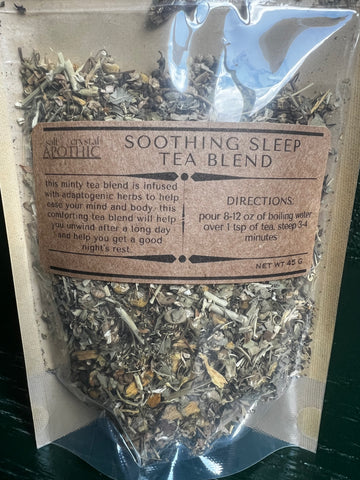 salty crystal
APOTHIC
SOOTHING SLEEP
TEA BLEND
this minty tea blend is infused
with adaptogenic herbs to help
ease your mind and body. this
comforting tea blend will help
you unwind after a long day
and help you get a good
night's rest.
DIRECTIONS:
pour 8-12 oz of boiling water
over 1 tsp of tea, steep 3-4
minutes
NET WT 45 G